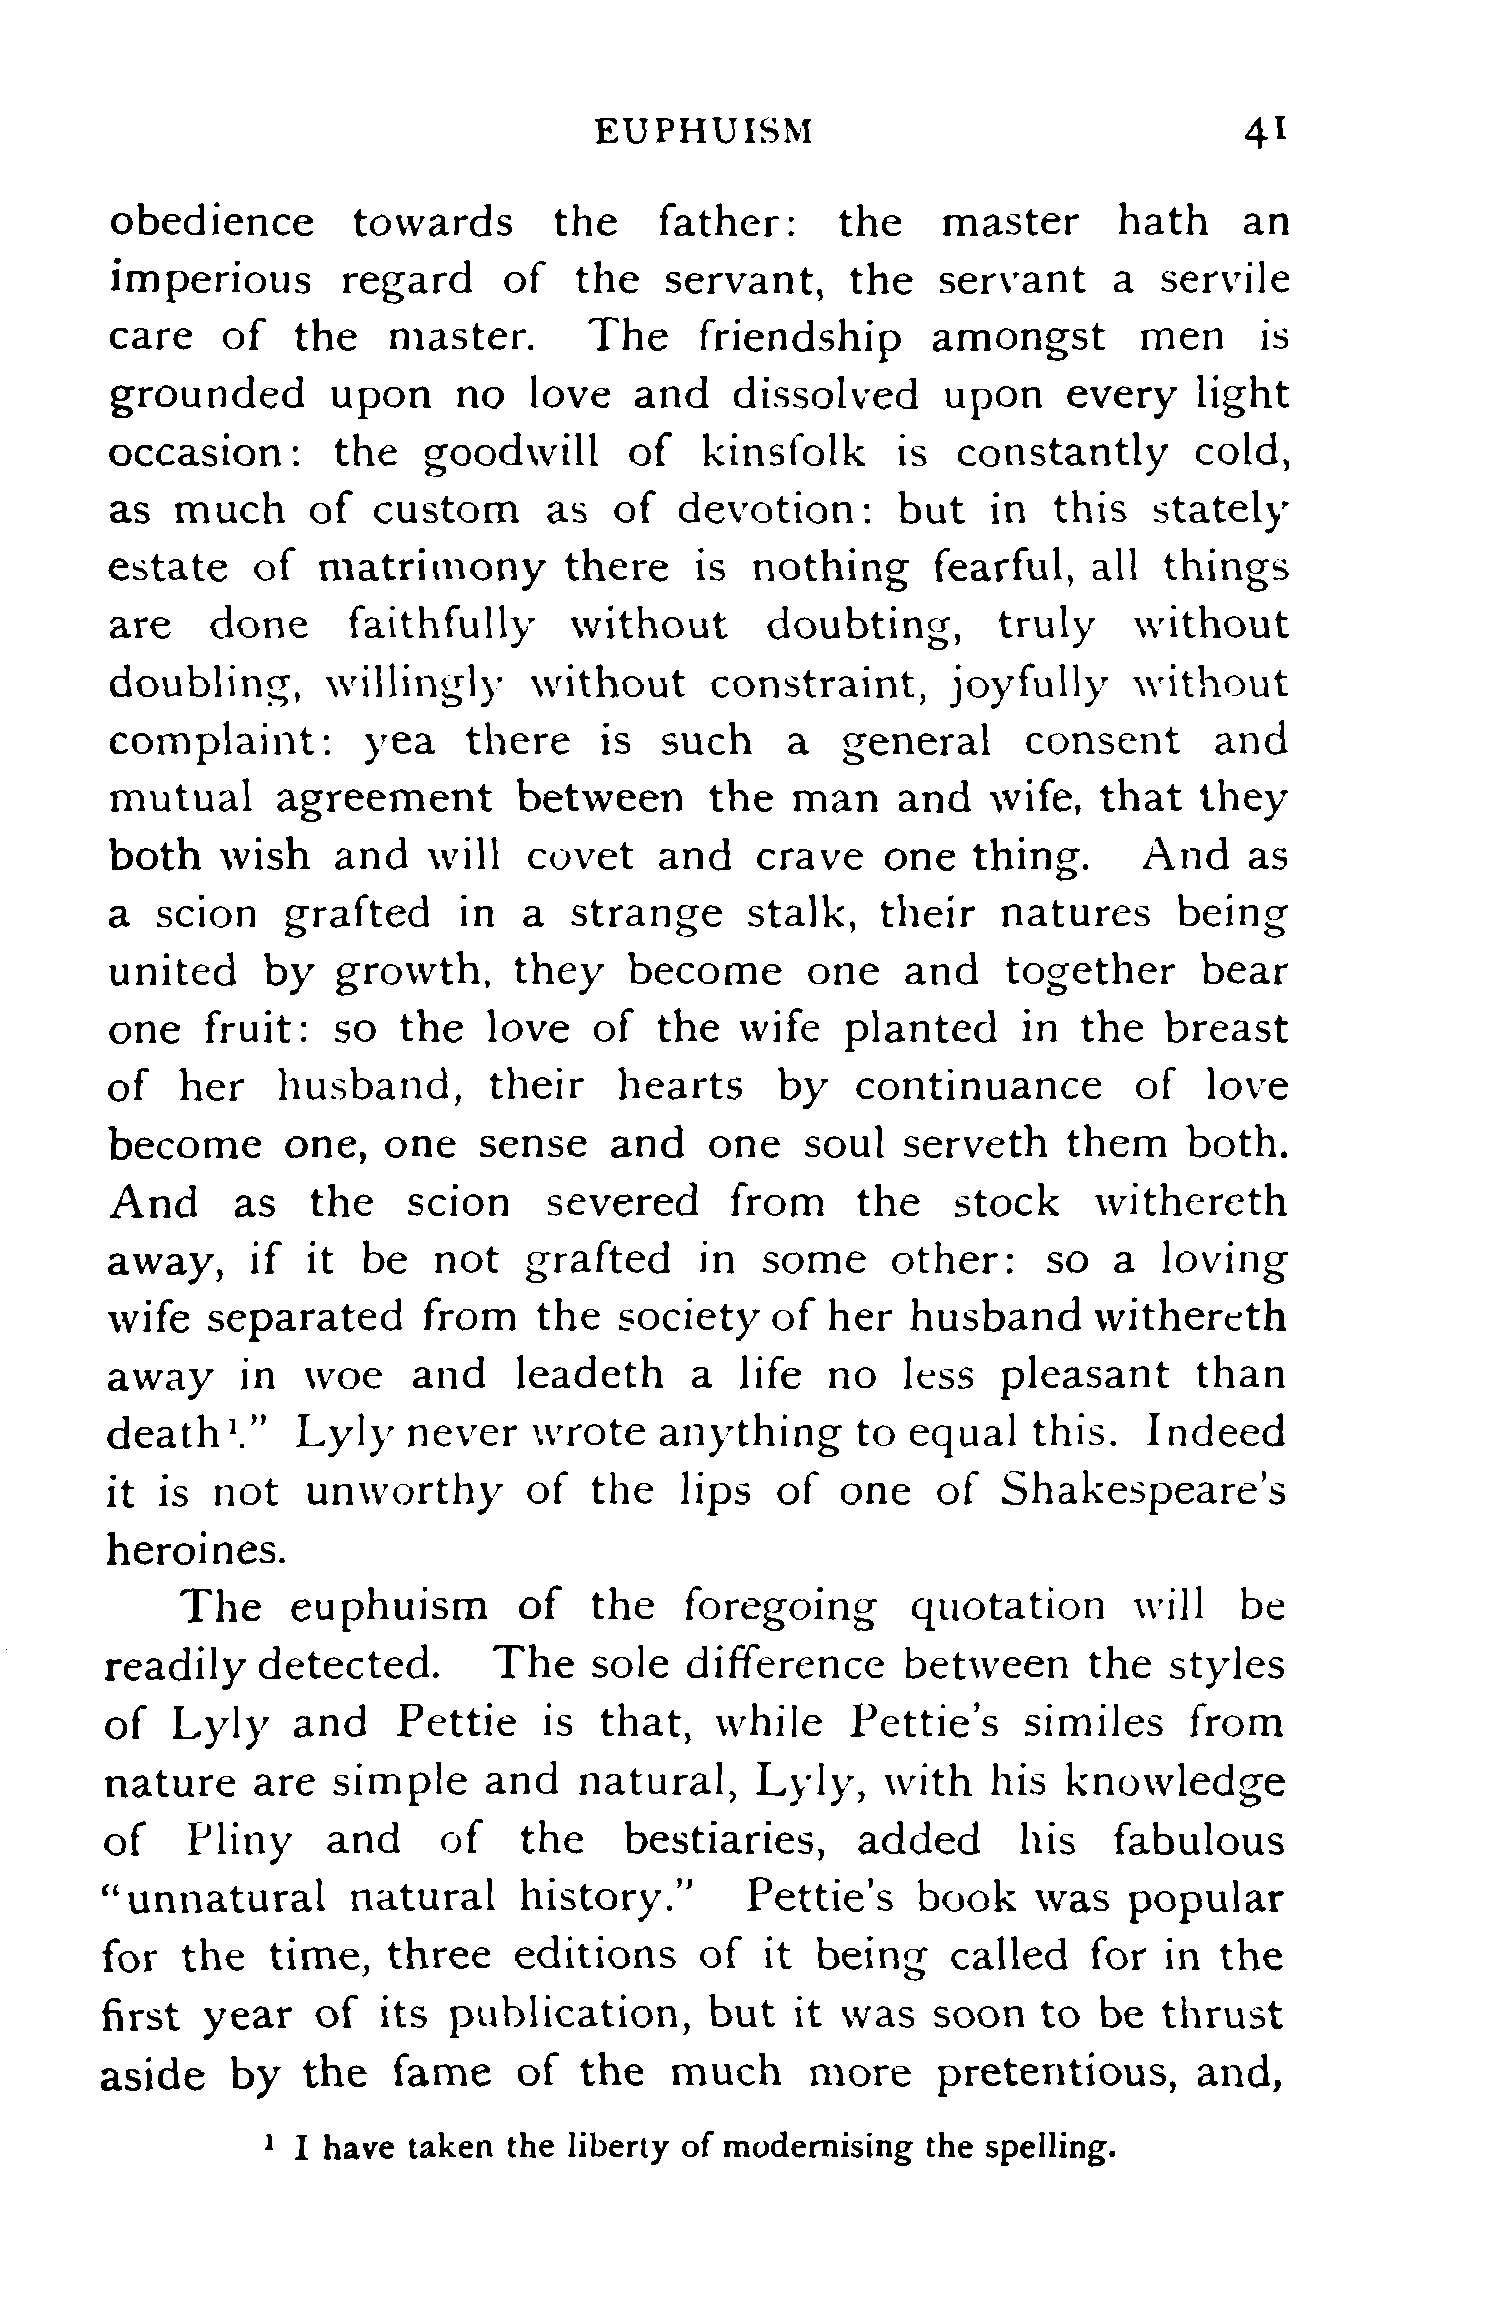 EUPHUISM 41
obedience towards the father: the master hath an
imperious regard of the servant, the servant a servile
care of the master. The friendship amongst men is
grounded upon no love and dissolved upon every light
occasion: the goodwill of kinsfolk is constantly cold,
as much of custom as of devotion: but in this stately
estate of matrimony there is nothing fearful, all things
are done faithfully without doubting, truly without
doubling, willingly without constraint, joyfully without
complaint: yea there is such a general consent and
mutual agreement between the man and wife, that they
both wish and will covet and crave one thing. And as
a scion grafted in a strange stalk, their natures being
united by growth, they become one and together bear
one fruit: so the love of the wife planted in the breast
of her husband, their hearts by continuance of love
become one, one sense and one soul serveth them both.
And as the scion severed from the stock withereth
away, if it be not grafted in some other: so a loving
wife separated from the society of her husband withereth
away in woe and leadeth a life no less pleasant than
death¹." Lyly never wrote anything to equal this. Indeed
it is not unworthy of the lips of one of Shakespeare's
heroines.
The euphuism of the foregoing quotation will be
readily detected. The sole difference between the styles
of Lyly and Pettie is that, while Pettie's similes from
nature are simple and natural, Lyly, with his knowledge
of Pliny and of the bestiaries, added his fabulous
"unnatural natural history." Pettie's book was popular
for the time, three editions of it being called for in the
first year of its publication, but it was soon to be thrust
aside by the fame of the much more pretentious, and,
¹ I have taken the liberty of modernising the spelling.